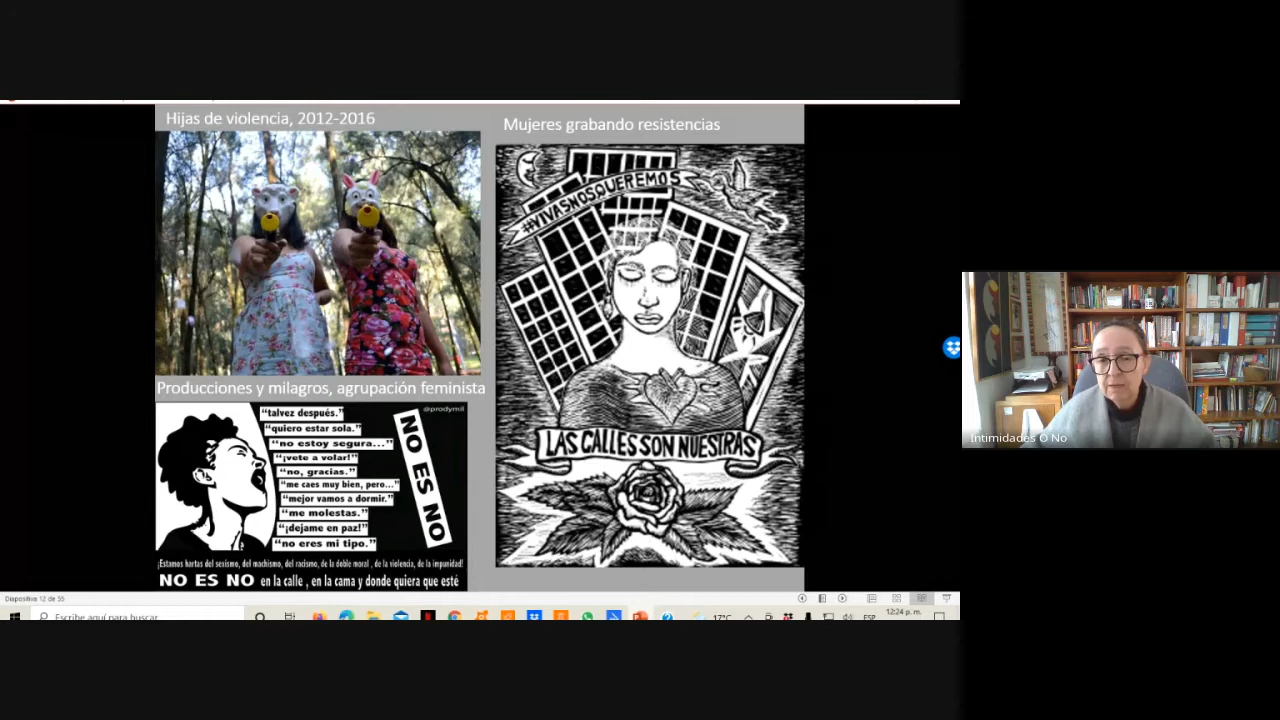 Hijas de violencia, 2012-2016
Mujeres grabando resistencias
#VIVASNOSQUEREMOS
LAS CALLES SON NUESTRAS
Producciones y milagros, agrupación feminista
@prodymil
“talvez después.”
“quiero estar sola.”
“no estoy segura...”
“¡vete a volar!”
“no, gracias.”
“me caes muy bien, pero...”
“mejor vamos a dormir.”
“me molestas.”
“¡dejame en paz!”
“no eres mi tipo.”
NO ES NO
¡Estamos hartas del sexismo, del machismo, del racismo, de la doble moral , de la violencia, de la impunidad!
NO ES NO en la calle , en la cama y donde quiera que esté
Intimidades O No
Diapositiva 12 de 55
Escribe aquí para buscar
17°C
ESP
12:24 p. m.